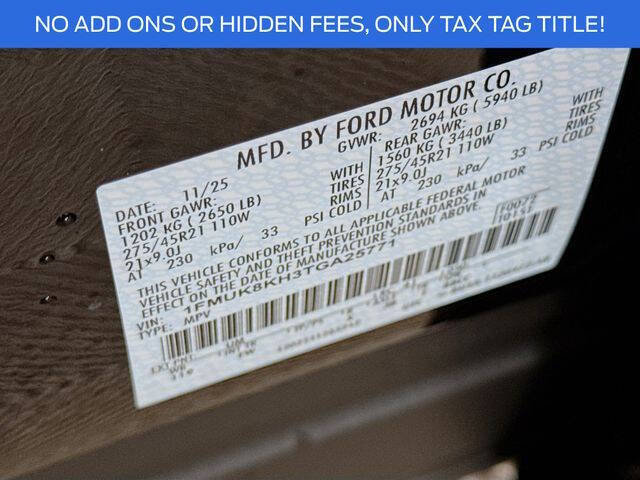 NO ADD ONS OR HIDDEN FEES, ONLY TAX TAG TITLE!
MFD. BY FORD MOTOR CO.
DATE: 11/25 GVWR: 2694 KG ( 5940 LB)
FRONT GAWR: REAR GAWR:
1202 KG ( 2650 LB) WITH 1560 KG ( 3440 LB) WITH
275/45R21 110W TIRES 275/45R21 110W TIRES
21x9.0J RIMS 21x9.0J RIMS
AT 230 kPa/ 33 PSI COLD AT 230 kPa/ 33 PSI COLD
THIS VEHICLE CONFORMS TO ALL APPLICABLE FEDERAL MOTOR
VEHICLE SAFETY AND THEFT PREVENTION STANDARDS IN
EFFECT ON THE DATE OF MANUFACTURE SHOWN ABOVE.
VIN: 1FMUK8KH3TGA25771
TYPE: MPV
EXT PNT